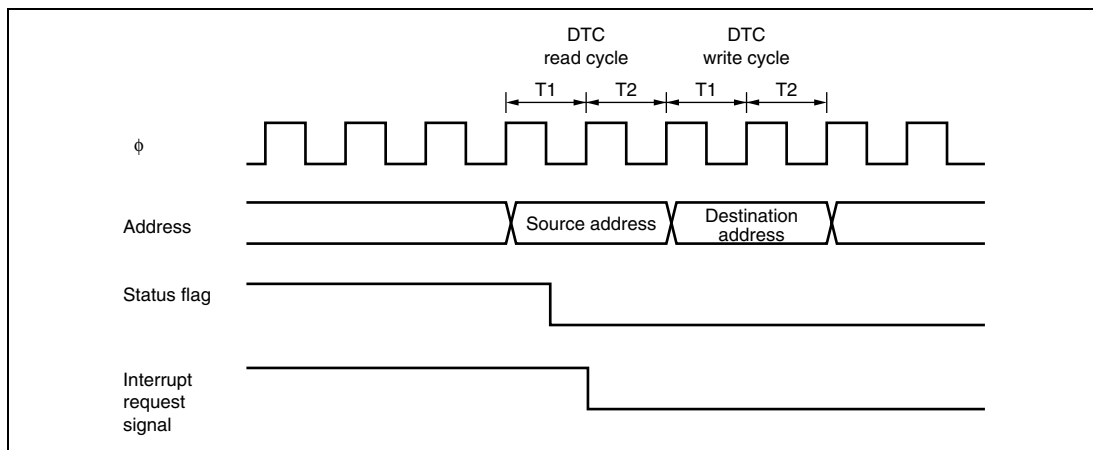 DTC
read cycle
DTC
write cycle
T1
T2
T1
T2
ϕ
Address
Source address
Destination
address
Status flag
Interrupt
request
signal